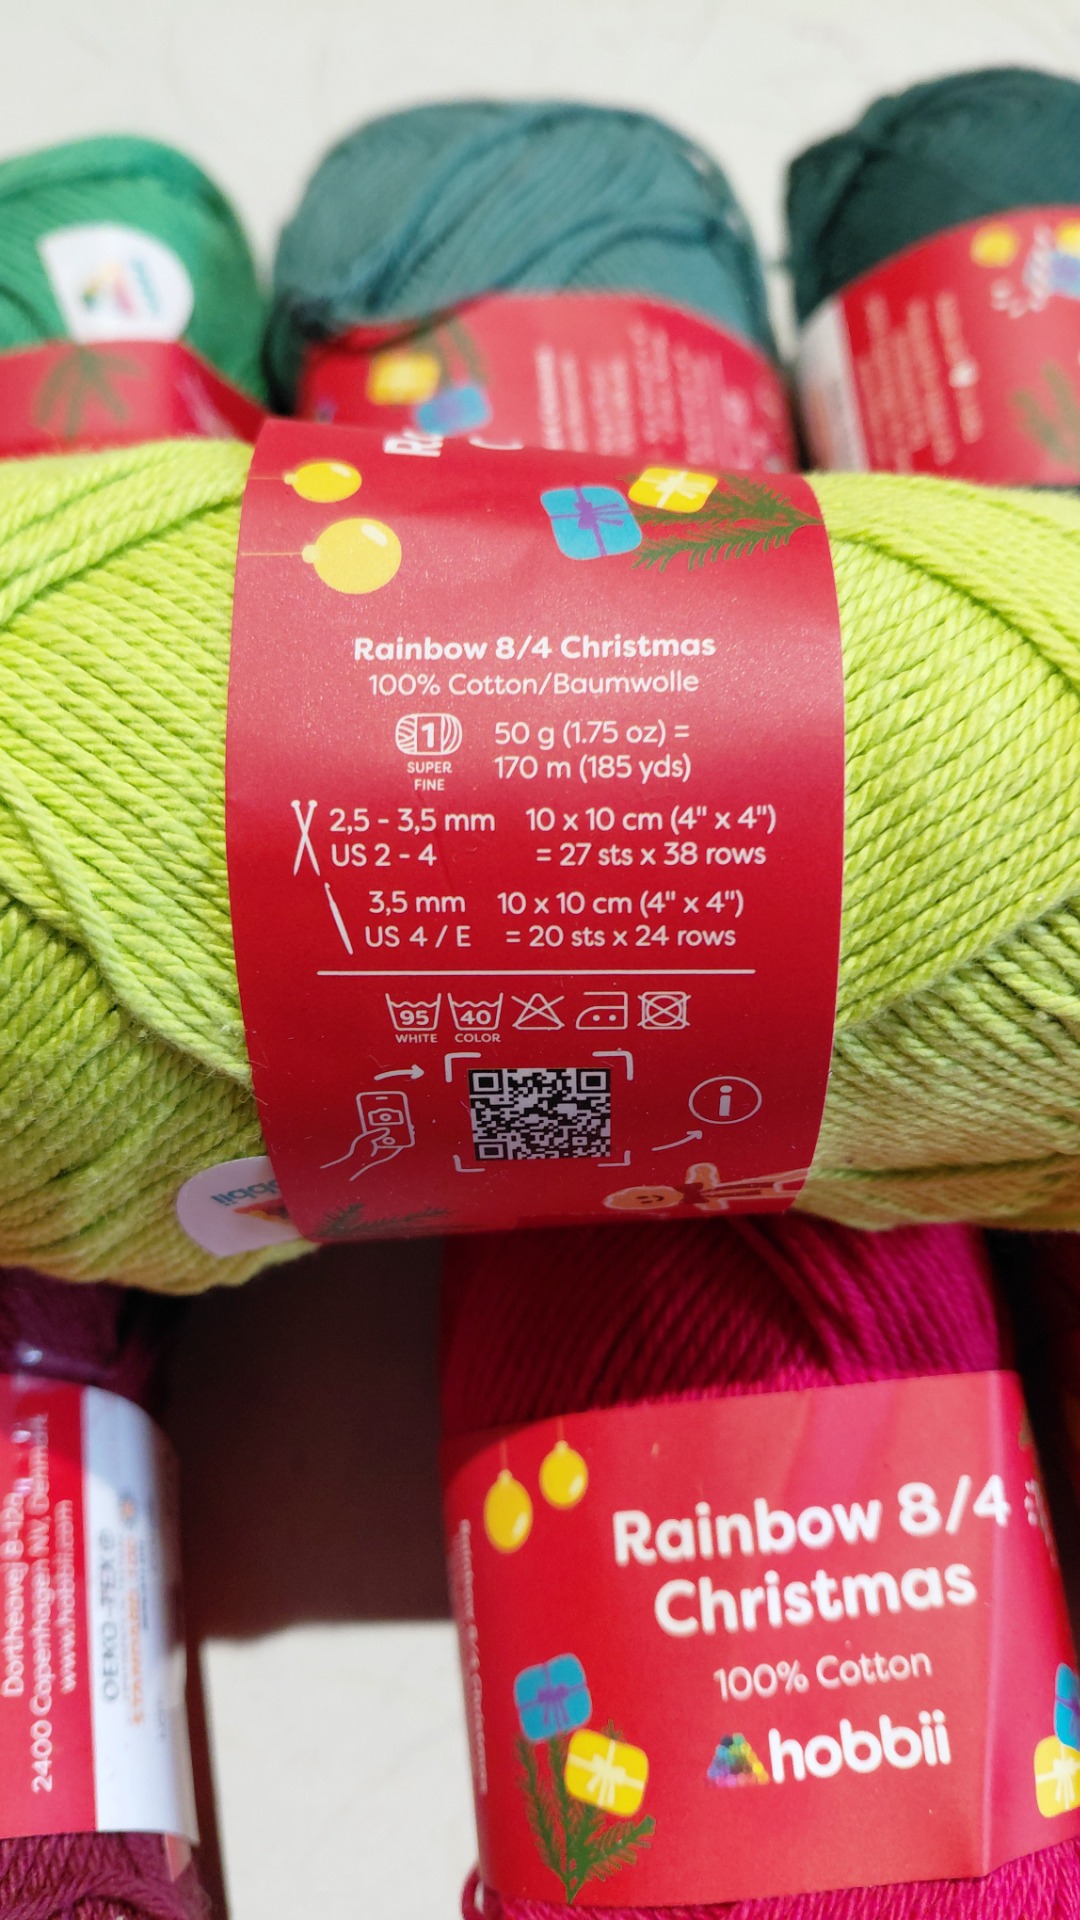 Rainbow 8/4 Christmas
100% Cotton/Baumwolle
1
SUPER
FINE
50 g (1.75 oz) =
170 m (185 yds)
2,5 - 3,5 mm
US 2 - 4
10 x 10 cm (4" x 4")
= 27 sts x 38 rows
3,5 mm
US 4 / E
10 x 10 cm (4" x 4")
= 20 sts x 24 rows
95
WHITE
40
COLOR
i
Rainbow 8/4
Christmas
100% Cotton
hobbii
2400 Copenhagen NV, Denmark
www.hobbii.com
OEKO-TEX®